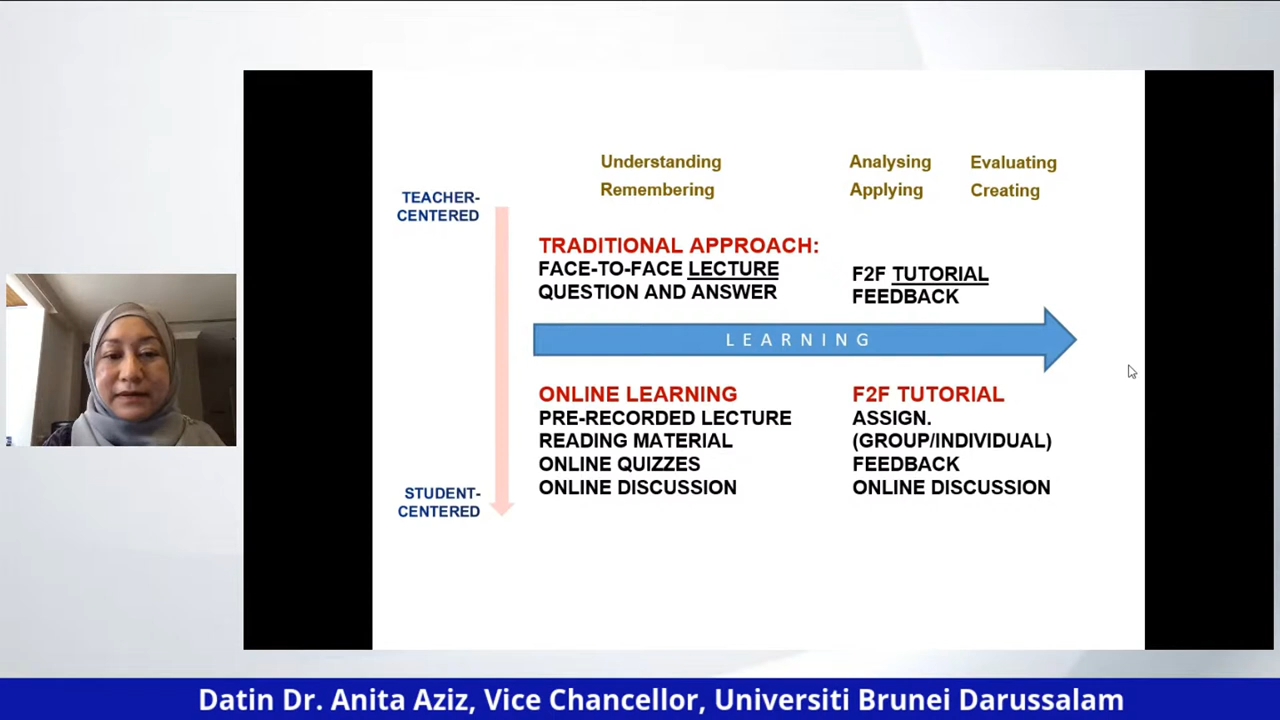 Understanding
Remembering
Analysing
Applying
Evaluating
Creating
TEACHER-
CENTERED
TRADITIONAL APPROACH:
FACE-TO-FACE LECTURE
QUESTION AND ANSWER
F2F TUTORIAL
FEEDBACK
LEARNING
ONLINE LEARNING
PRE-RECORDED LECTURE
READING MATERIAL
ONLINE QUIZZES
ONLINE DISCUSSION
F2F TUTORIAL
ASSIGN.
(GROUP/INDIVIDUAL)
FEEDBACK
ONLINE DISCUSSION
STUDENT-
CENTERED
Datin Dr. Anita Aziz, Vice Chancellor, Universiti Brunei Darussalam